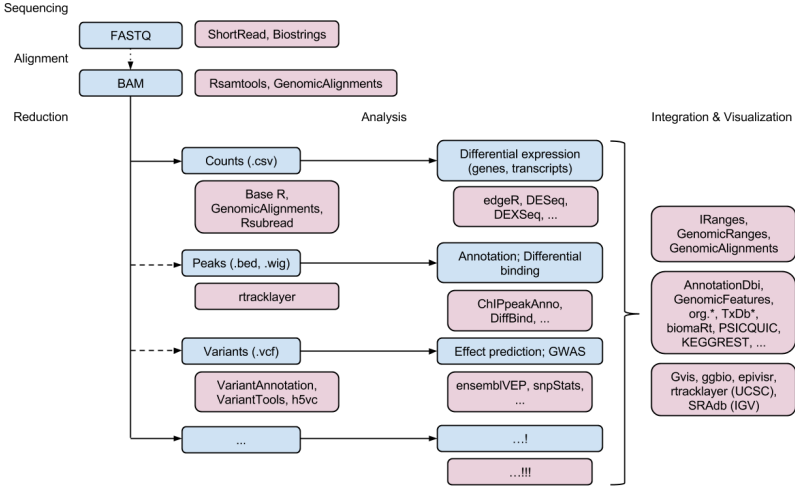 Sequencing
FASTQ
ShortRead, Biostrings
Alignment
BAM
Rsamtools, GenomicAlignments
Reduction
Analysis
Integration & Visualization
Counts (.csv)
Differential expression
(genes, transcripts)
Base R,
GenomicAlignments,
Rsubread
edgeR, DESeq,
DEXSeq, ...
Peaks (.bed, .wig)
Annotation; Differential
binding
rtracklayer
ChIPpeakAnno,
DiffBind, ...
Variants (.vcf)
Effect prediction; GWAS
VariantAnnotation,
VariantTools, h5vc
ensemblVEP, snpStats,
...
...
...!
...!!!
IRanges,
GenomicRanges,
GenomicAlignments
AnnotationDbi,
GenomicFeatures,
org.*, TxDb*,
biomaRt, PSICQUIC,
KEGGREST, ...
Gvis, ggbio, epivisr,
rtracklayer (UCSC),
SRAdb (IGV)